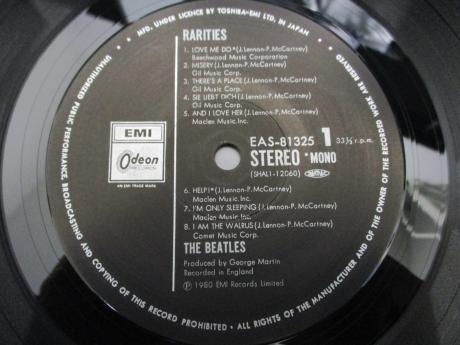 MFD. UNDER LICENCE BY TOSHIBA-EMI LTD. IN JAPAN • ALL RIGHTS OF THE MANUFACTURER AND OF THE OWNER OF THE RECORDED WORK ARE RESERVED •
UNAUTHORIZED PUBLIC PERFORMANCE, BROADCASTING AND COPYING OF THIS RECORD PROHIBITED •
RARITIES
1. LOVE ME DO*(J.Lennon-P.McCartney)
Beechwood Music Corporation
2. MISERY(J.Lennon-P.McCartney)
Gil Music Corp.
3. THERE'S A PLACE(J.Lennon-P.McCartney)
Gil Music Corp.
4. SIE LIEBT DICH(J.Lennon-P.McCartney)
Gil Music Corp.
5. AND I LOVE HER(J.Lennon-P.McCartney)
Maclen Music.Inc.
EMI
Odeon
AN EMI TRADE MARK
EAS-81325 1 33⅓ r.p.m.
STEREO *MONO
(SHAL1-12060)
6. HELP!*(J.Lennon-P.McCartney)
Maclen Music.Inc.
7. I'M ONLY SLEEPING(J.Lennon-P.McCartney)
Maclen Music.Inc.
8. I AM THE WALRUS(J.Lennon-P.McCartney)
Comet Music Corp.
THE BEATLES
Produced by George Martin
Recorded in England
Ⓟ 1980 EMI Records Limited